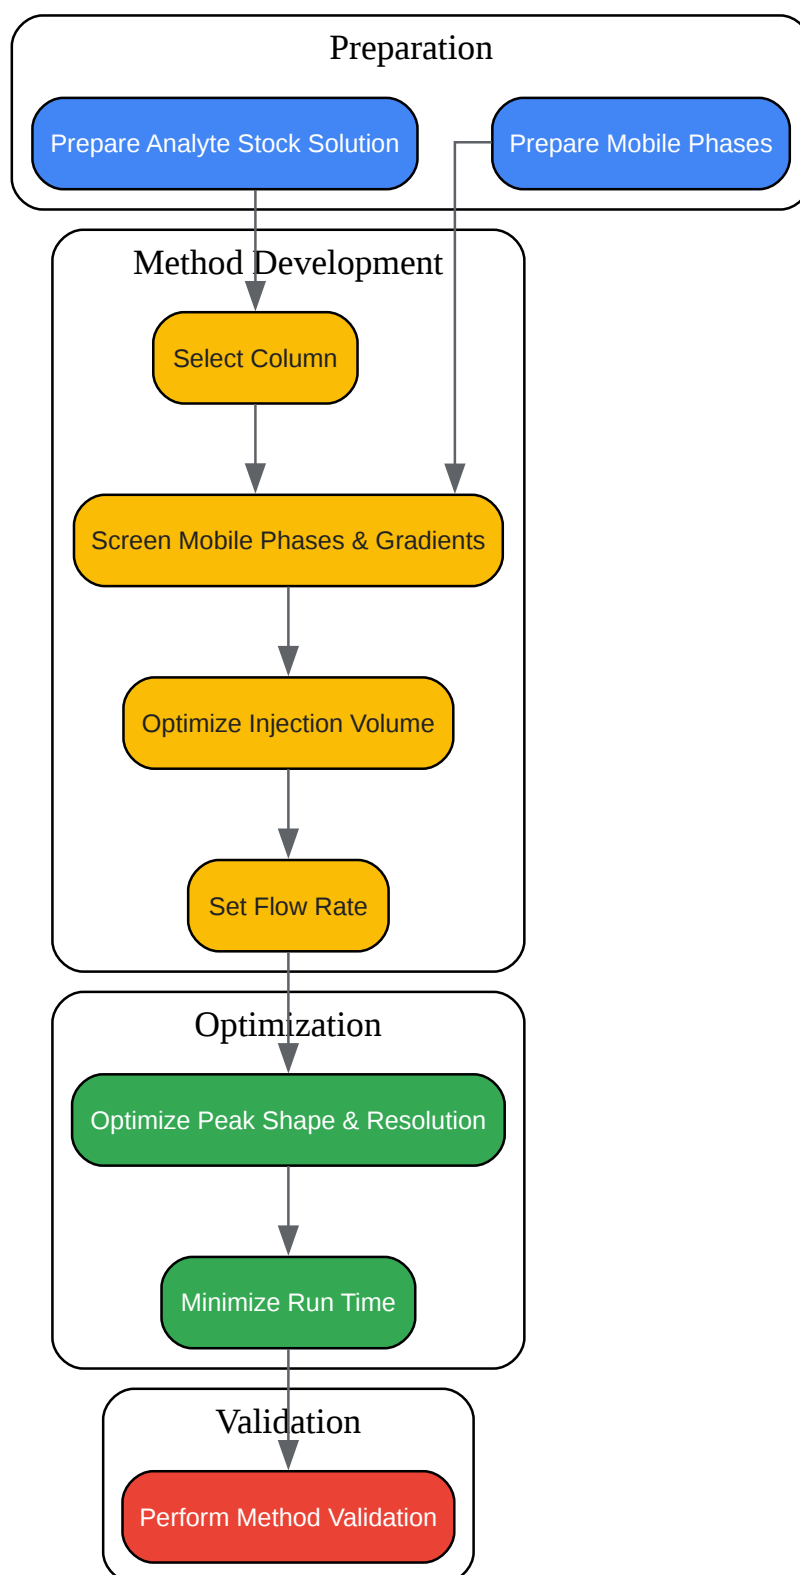 Preparation
Prepare Analyte Stock Solution
Prepare Mobile Phases
Method Development
Select Column
Screen Mobile Phases & Gradients
Optimize Injection Volume
Set Flow Rate
Optimization
Optimize Peak Shape & Resolution
Minimize Run Time
Validation
Perform Method Validation